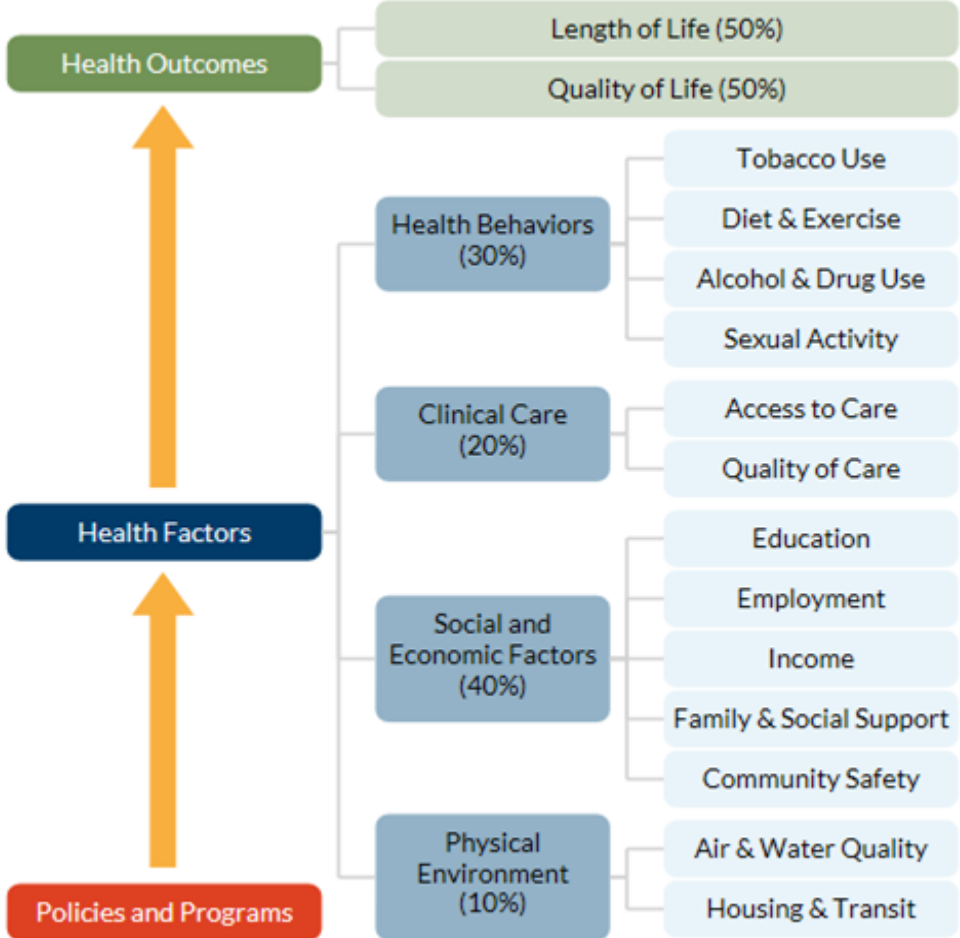 Health Outcomes
Length of Life (50%)
Quality of Life (50%)
Health Factors
Health Behaviors
(30%)
Tobacco Use
Diet & Exercise
Alcohol & Drug Use
Sexual Activity
Clinical Care
(20%)
Access to Care
Quality of Care
Social and
Economic Factors
(40%)
Education
Employment
Income
Family & Social Support
Community Safety
Physical
Environment
(10%)
Air & Water Quality
Housing & Transit
Policies and Programs